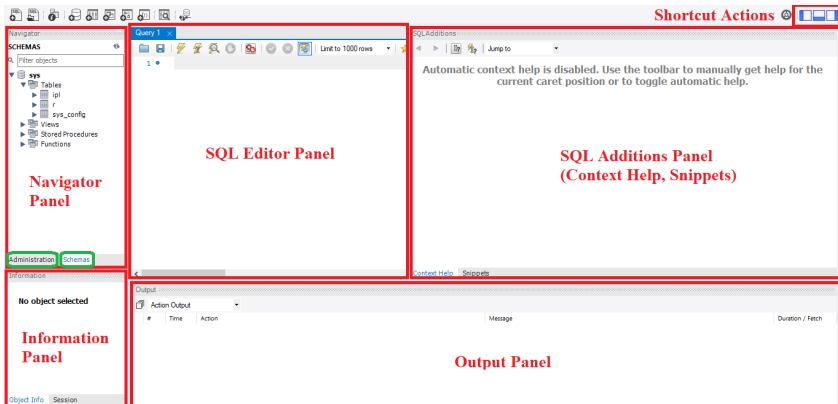 Shortcut Actions
Navigator
SCHEMAS
Filter objects
sys
Tables
ipl
r
sys_config
Views
Stored Procedures
Functions
Navigator
Panel
Administration Schemas
Query 1
Limit to 1000 rows
1
SQL Editor Panel
SQLAdditions
Jump to
Automatic context help is disabled. Use the toolbar to manually get help for the
current caret position or to toggle automatic help.
SQL Additions Panel
(Context Help, Snippets)
Context Help Snippets
Information
No object selected
Information
Panel
Object Info Session
Output
Action Output
# Time Action Message Duration / Fetch
Output Panel